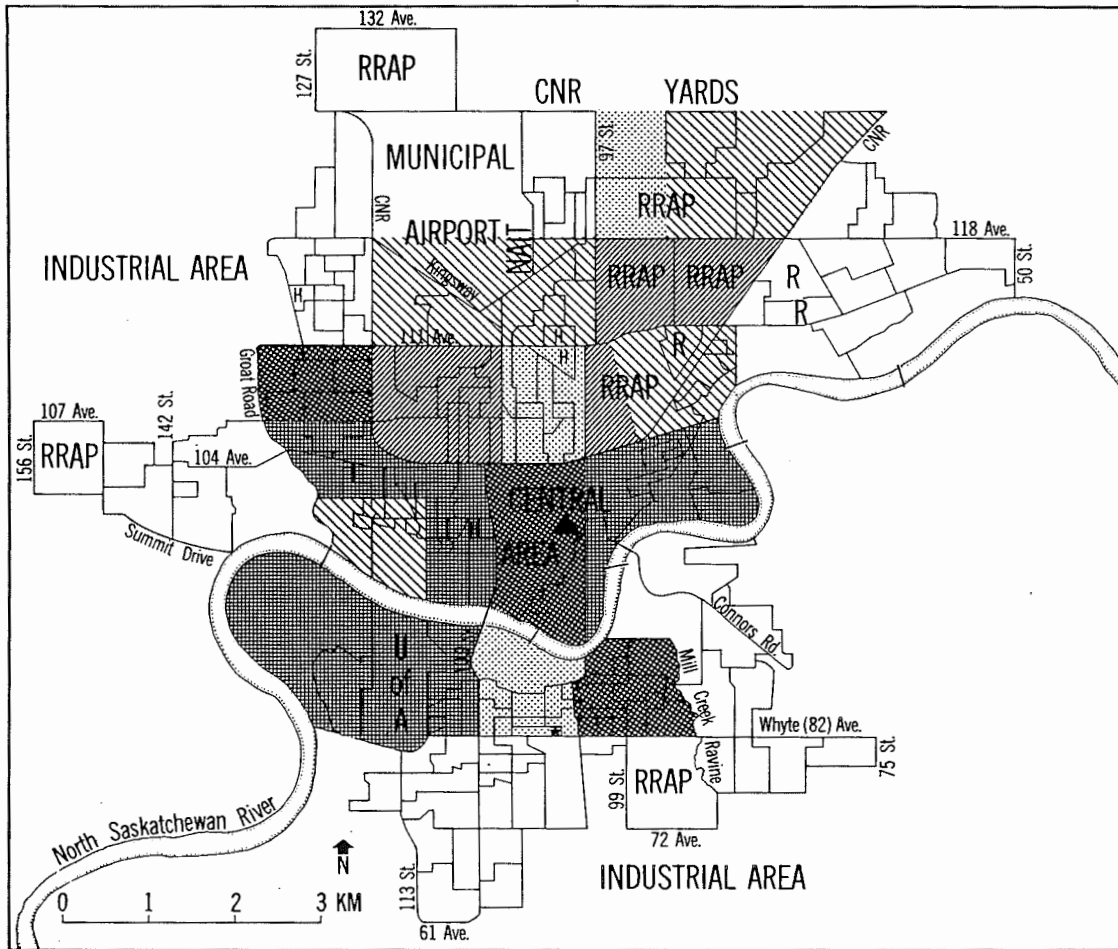 132 Ave.
127 St.
RRAP
CNR YARDS
97 St.
CNR
MUNICIPAL
CNR
RRAP
AIRPORT
NAIT
118 Ave.
INDUSTRIAL AREA
Kingsway
RRAP
RRAP
R
50 St.
H
R
111 Ave.
H
H
R
Groat Road
RRAP
107 Ave.
142 St.
156 St.
RRAP
104 Ave.
CENTRAL
H
AREA
Summit Drive
Connors Rd.
U
of
A
Mill
Creek
Ravine
Whyte (82) Ave.
75 St.
99 St.
RRAP
North Saskatchewan River
72 Ave.
N
INDUSTRIAL AREA
113 St.
0 1 2 3 KM
61 Ave.